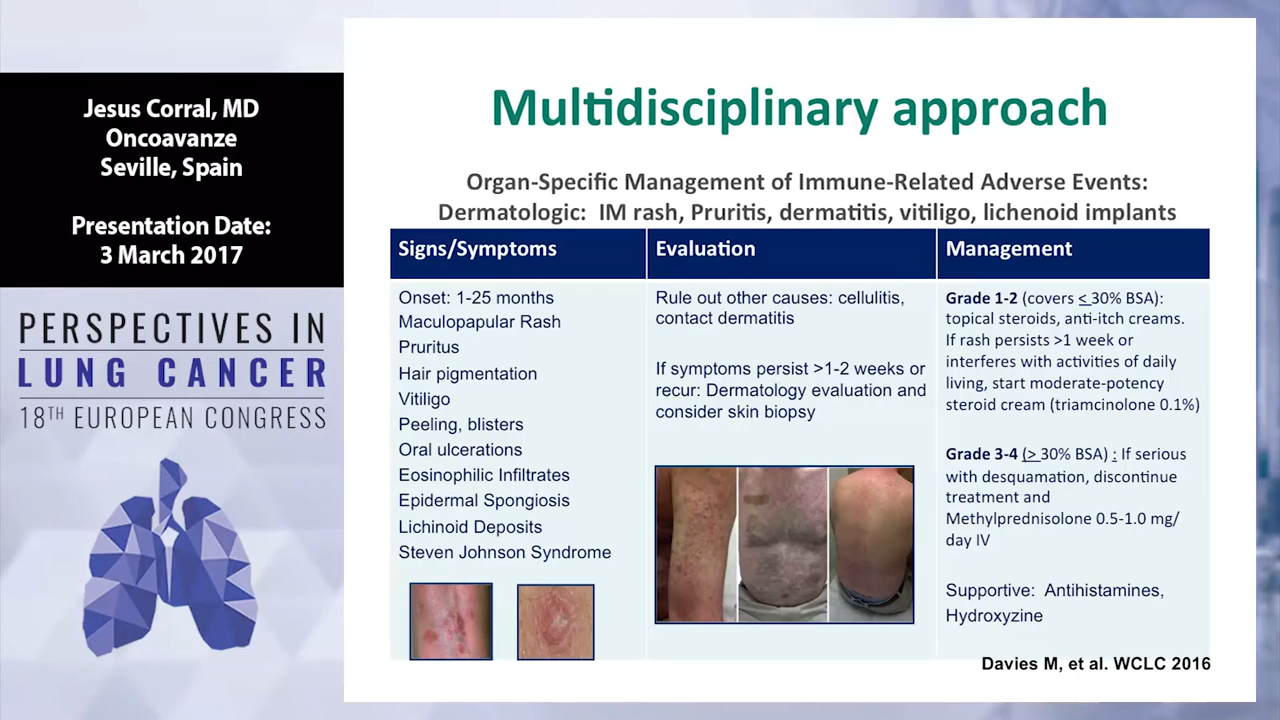 Jesus Corral, MD
Oncoavanze
Seville, Spain
Presentation Date:
3 March 2017
PERSPECTIVES IN
LUNG CANCER
18TH EUROPEAN CONGRESS
Multidisciplinary approach
Organ-Specific Management of Immune-Related Adverse Events:
Dermatologic: IM rash, Pruritis, dermatitis, vitiligo, lichenoid implants
Signs/Symptoms
Onset: 1-25 months
Maculopapular Rash
Pruritus
Hair pigmentation
Vitiligo
Peeling, blisters
Oral ulcerations
Eosinophilic Infiltrates
Epidermal Spongiosis
Lichinoid Deposits
Steven Johnson Syndrome
Evaluation
Rule out other causes: cellulitis,
contact dermatitis
If symptoms persist >1-2 weeks or
recur: Dermatology evaluation and
consider skin biopsy
Management
Grade 1-2 (covers < 30% BSA):
topical steroids, anti-itch creams.
If rash persists >1 week or
interferes with activities of daily
living, start moderate-potency
steroid cream (triamcinolone 0.1%)
Grade 3-4 (> 30% BSA) : If serious
with desquamation, discontinue
treatment and
Methylprednisolone 0.5-1.0 mg/
day IV
Supportive: Antihistamines,
Hydroxyzine
Davies M, et al. WCLC 2016